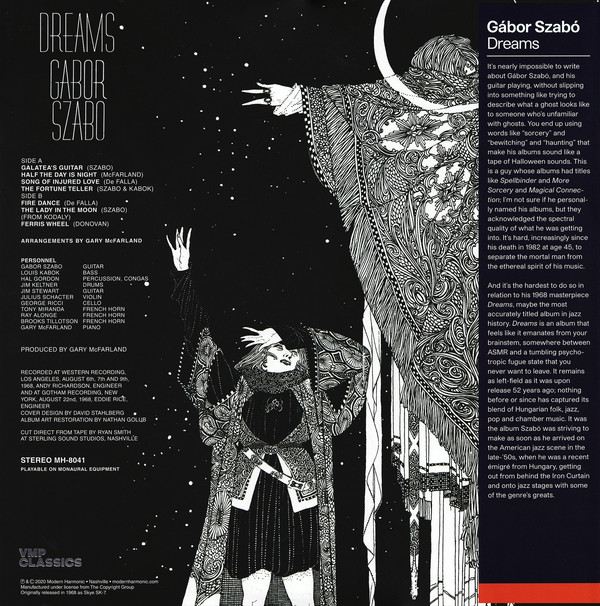 DREAMS
GABOR
SZABO
SIDE A
GALATEA'S GUITAR (SZABO)
HALF THE DAY IS NIGHT (McFARLAND)
SONG OF INJURED LOVE (De FALLA)
THE FORTUNE TELLER (SZABO & KABOK)
SIDE B
FIRE DANCE (De FALLA)
THE LADY IN THE MOON (SZABO)
(FROM KODALY)
FERRIS WHEEL (DONOVAN)
ARRANGEMENTS BY GARY McFARLAND
PERSONNEL
GABOR SZABO GUITAR
LOUIS KABOK BASS
HAL GORDON PERCUSSION, CONGAS
JIM KELTNER DRUMS
JIM STEWART GUITAR
JULIUS SCHACTER VIOLIN
GEORGE RICCI CELLO
TONY MIRANDA FRENCH HORN
RAY ALONGE FRENCH HORN
BROOKS TILLOTSON FRENCH HORN
GARY McFARLAND PIANO
PRODUCED BY GARY McFARLAND
RECORDED AT WESTERN RECORDING,
LOS ANGELES, AUGUST 6th, 7th AND 9th,
1968, ANDY RICHARDSON, ENGINEER
AND AT GOTHAM RECORDING, NEW
YORK, AUGUST 22nd, 1968, EDDIE RICE,
ENGINEER
COVER DESIGN BY DAVID STAHLBERG
ALBUM ART RESTORATION BY NATHAN GOLUB
CUT DIRECT FROM TAPE BY RYAN SMITH
AT STERLING SOUND STUDIOS, NASHVILLE
STEREO MH-8041
PLAYABLE ON MONAURAL EQUIPMENT
VMP
CLASSICS
℗ & © 2020 Modern Harmonic • Nashville • modernharmonic.com
Manufactured under license from The Copyright Group
Originally released in 1968 as Skye SK-7
Gábor Szabó
Dreams
It's nearly impossible to write
about Gábor Szabó, and his
guitar playing, without slipping
into something like trying to
describe what a ghost looks like
to someone who's unfamiliar
with ghosts. You end up using
words like "sorcery" and
"bewitching" and "haunting" that
make his albums sound like a
tape of Halloween sounds. This
is a guy whose albums had titles
like Spellbinder and More
Sorcery and Magical Connec-
tion; I'm not sure if he personal-
ly named his albums, but they
acknowledged the spectral
quality of what he was getting
into. It's hard, increasingly since
his death in 1982 at age 45, to
separate the mortal man from
the ethereal spirit of his music.
And it's the hardest to do so in
relation to his 1968 masterpiece
Dreams, maybe the most
accurately titled album in jazz
history. Dreams is an album that
feels like it emanates from your
brainstem, somewhere between
ASMR and a tumbling psycho-
tropic fugue state that you
never want to leave. It remains
as left-field as it was upon
release 52 years ago; nothing
before or since has captured its
blend of Hungarian folk, jazz,
pop and chamber music. It was
the album Szabó was striving to
make as soon as he arrived on
the American jazz scene in the
late-'50s, when he was a recent
émigré from Hungary, getting
out from behind the Iron Curtain
and onto jazz stages with some
of the genre's greats.